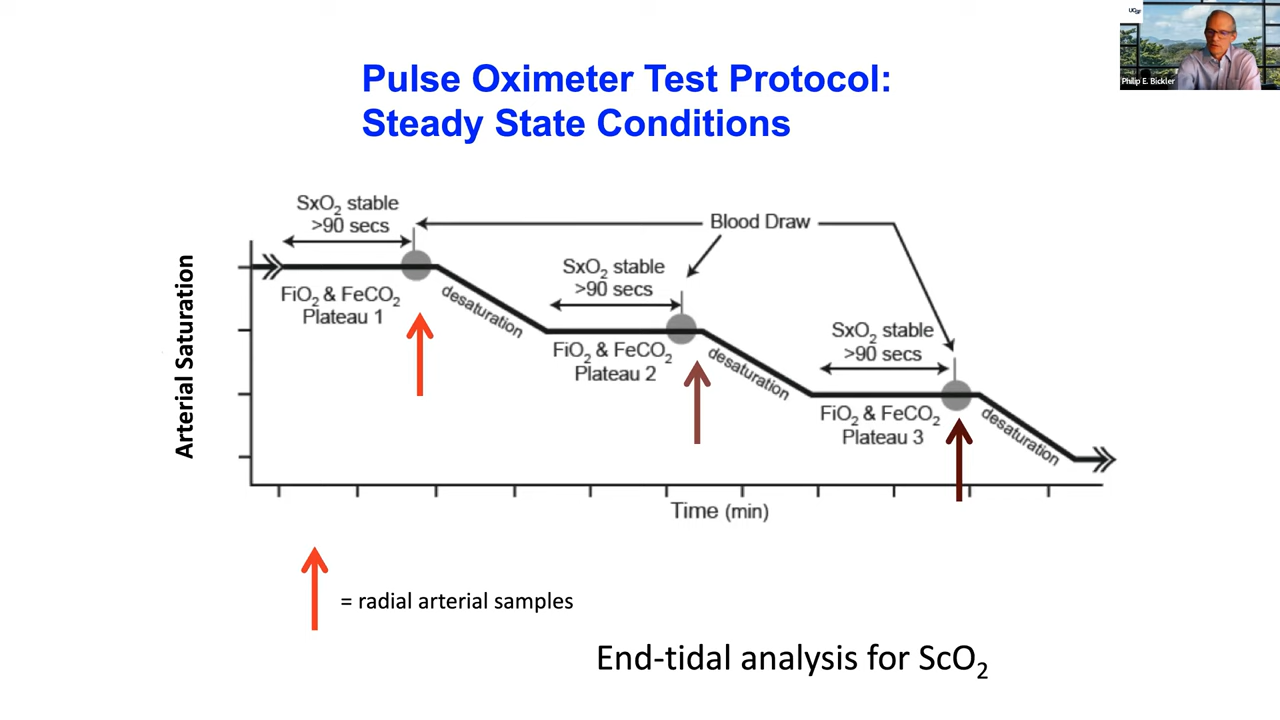 UCSF
Philip E. Bickler
Pulse Oximeter Test Protocol:
Steady State Conditions
SxO₂ stable
>90 secs
Blood Draw
SxO₂ stable
>90 secs
SxO₂ stable
>90 secs
Arterial Saturation
FiO₂ & FeCO₂
Plateau 1
desaturation
FiO₂ & FeCO₂
Plateau 2
desaturation
FiO₂ & FeCO₂
Plateau 3
desaturation
Time (min)
= radial arterial samples
End-tidal analysis for ScO₂